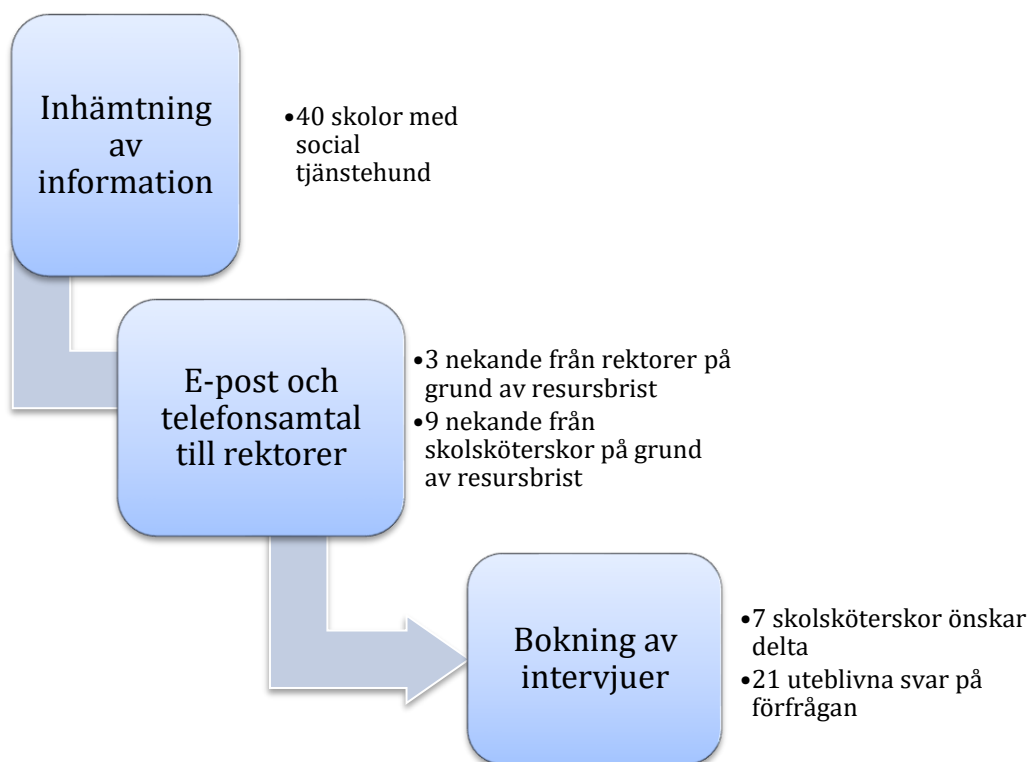 Inhämtning
av
information
•40 skolor med
social
tjänstehund
E-post och
telefonsamtal
till rektorer
•3 nekande från rektorer på
grund av resursbrist
•9 nekande från
skolsköterskor på grund
av resursbrist
Bokning av
intervjuer
•7 skolsköterskor önskar
delta
•21 uteblivna svar på
förfrågan